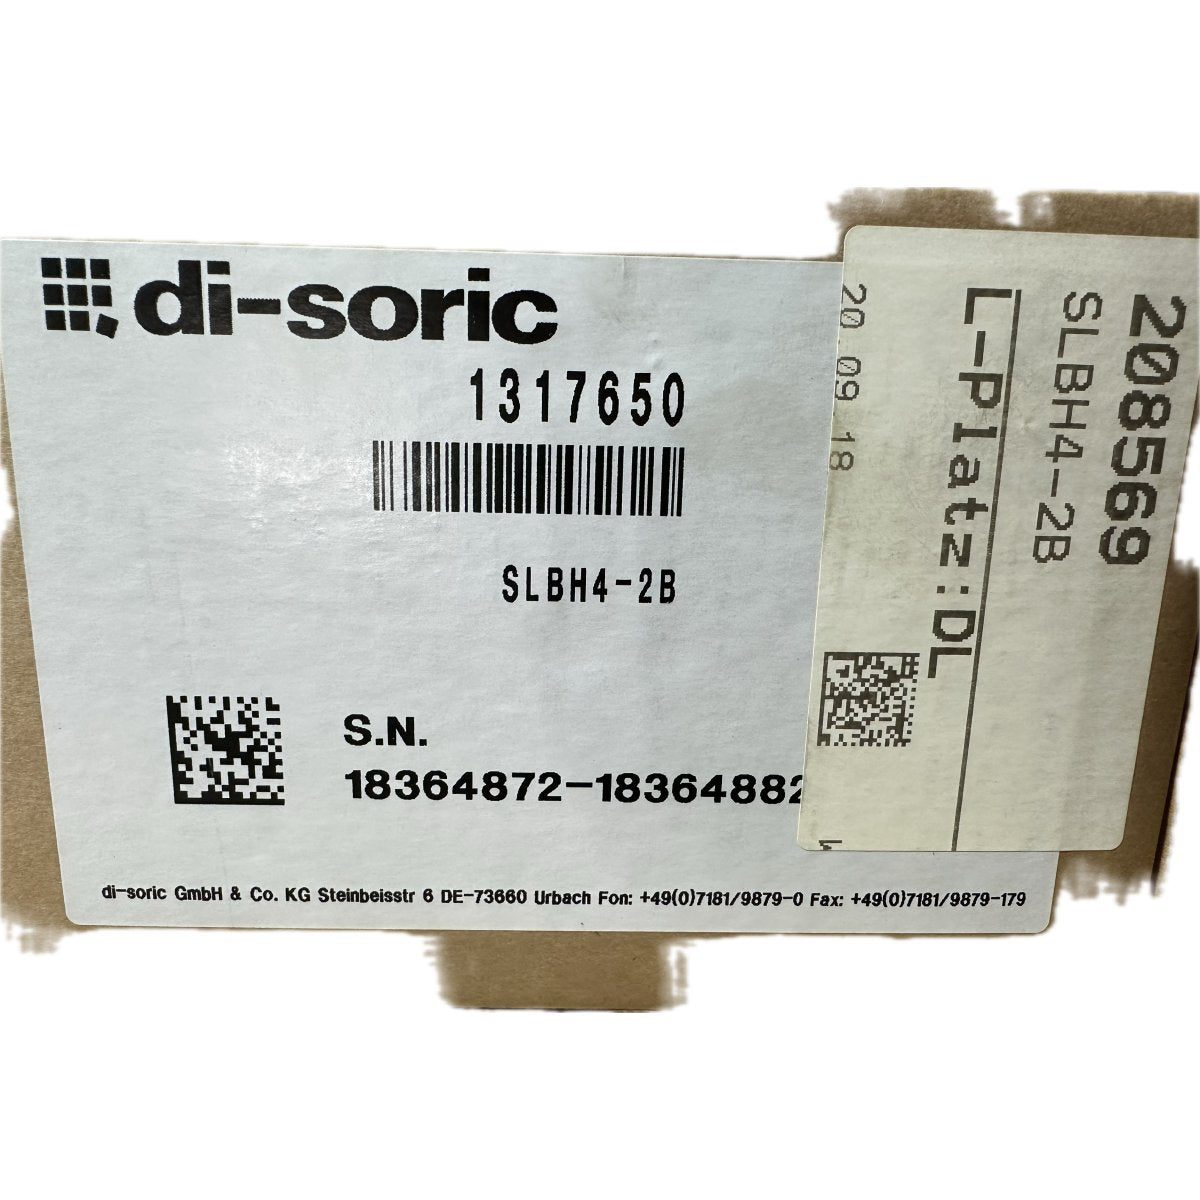 di-soric
1317650
SLBH4-2B
S.N.
18364872-18364882
di-soric GmbH & Co. KG Steinbeisstr 6 DE-73660 Urbach Fon: +49(0)7181/9879-0 Fax: +49(0)7181/9879-179
208569
SLBH4-2B
L-Platz:DL
20.09.18